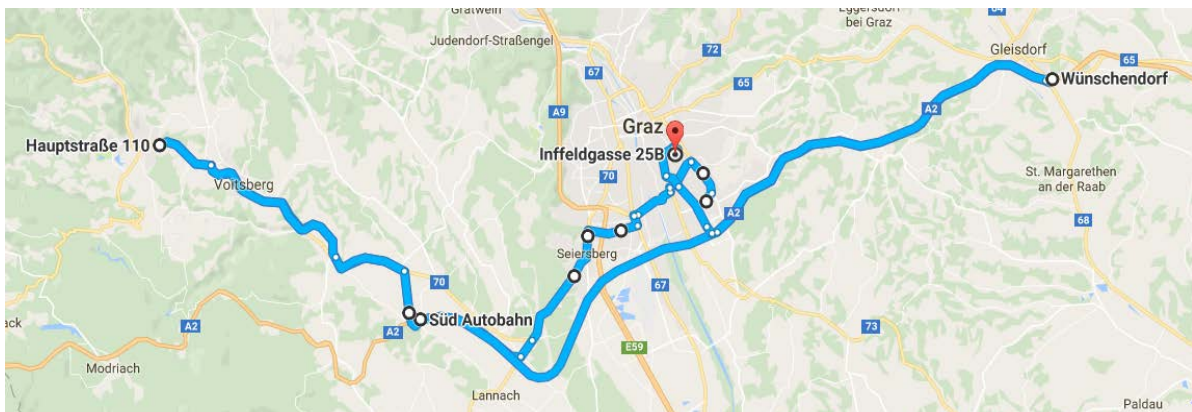 Gratwein
Eggersdorf
bei Graz
64
Judendorf-Straßengel
72
Gleisdorf
67
65
65
Wünschendorf
A9
A2
Graz
Hauptstraße 110
Inffeldgasse 25B
70
St. Margarethen
an der Raab
Voitsberg
A2
68
Seiersberg
70
67
Süd Autobahn
A2
A2
73
E59
Modriach
Lannach
Paldau